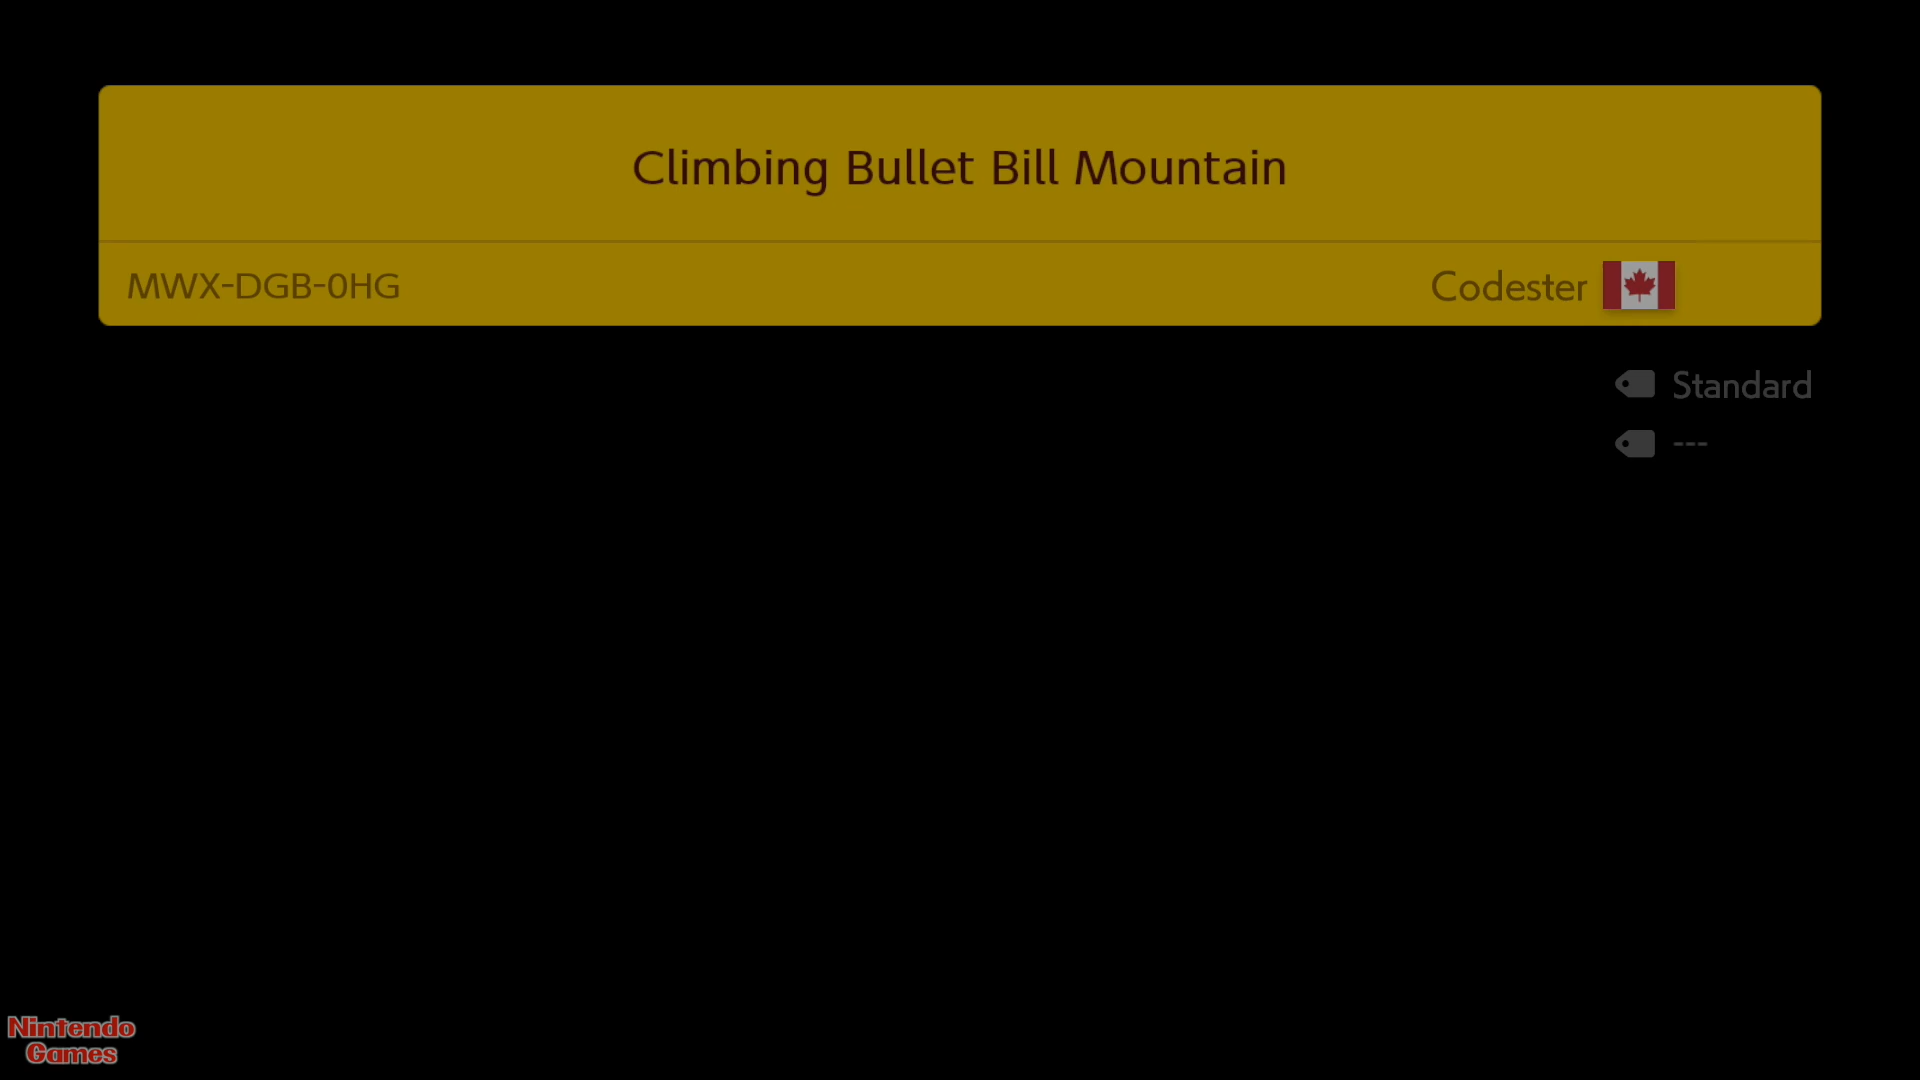 Climbing Bullet Bill Mountain
MWX-DGB-0HG
Codester
Standard
---
Nintendo
Games